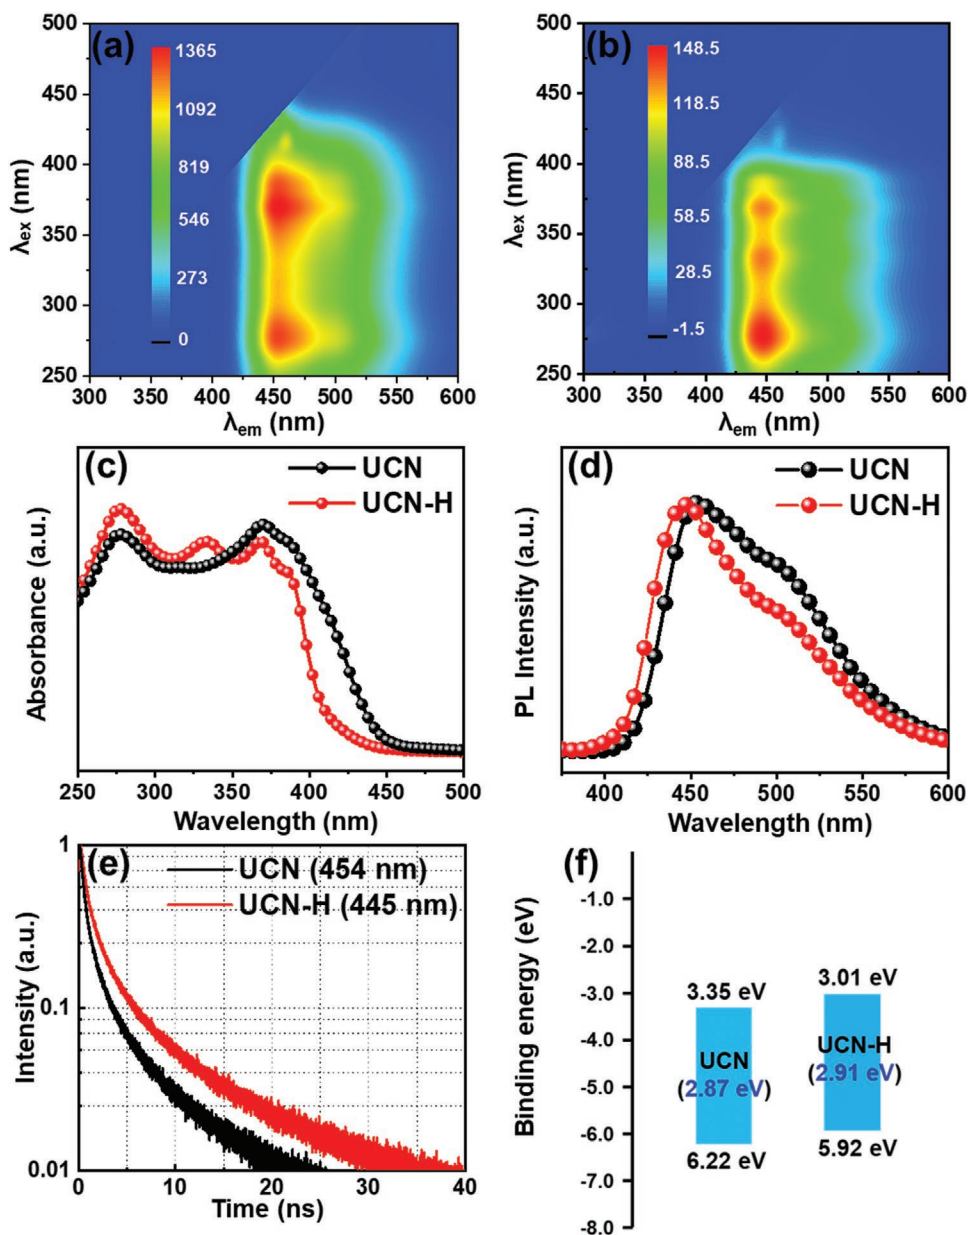 (a)
500
450
400
350
300
250
λex (nm)
1365
1092
819
546
273
0
300 350 400 450 500 550 600
λem (nm)
(b)
500
450
400
350
300
250
λex (nm)
148.5
118.5
88.5
58.5
28.5
-1.5
300 350 400 450 500 550 600
λem (nm)
(c)
UCN
UCN-H
Absorbance (a.u.)
250 300 350 400 450 500
Wavelength (nm)
(d)
UCN
UCN-H
PL Intensity (a.u.)
400 450 500 550 600
Wavelength (nm)
(e)
UCN (454 nm)
UCN-H (445 nm)
Intensity (a.u.)
1
0.1
0.01
0 10 20 30 40
Time (ns)
(f)
Binding energy (eV)
-1.0
-2.0
-3.0
-4.0
-5.0
-6.0
-7.0
-8.0
3.35 eV
UCN
(2.87 eV)
6.22 eV
3.01 eV
UCN-H
(2.91 eV)
5.92 eV